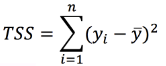 TSS = \sum_{i=1}^{n} (y_i - \bar{y})^2